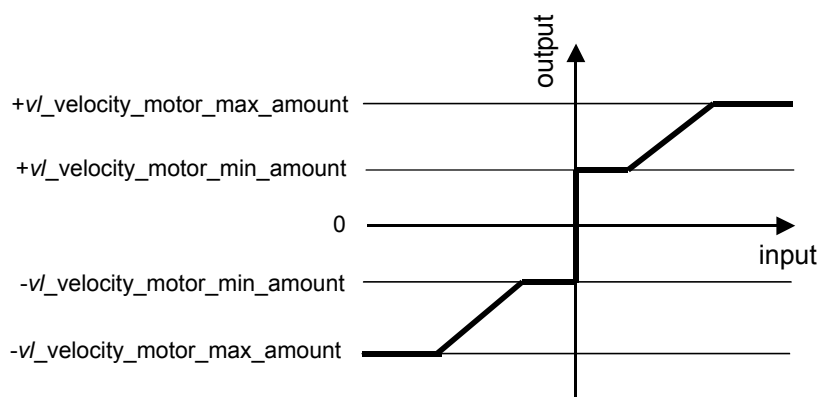 output
+vl_velocity_motor_max_amount
+vl_velocity_motor_min_amount
0
input
-vl_velocity_motor_min_amount
-vl_velocity_motor_max_amount